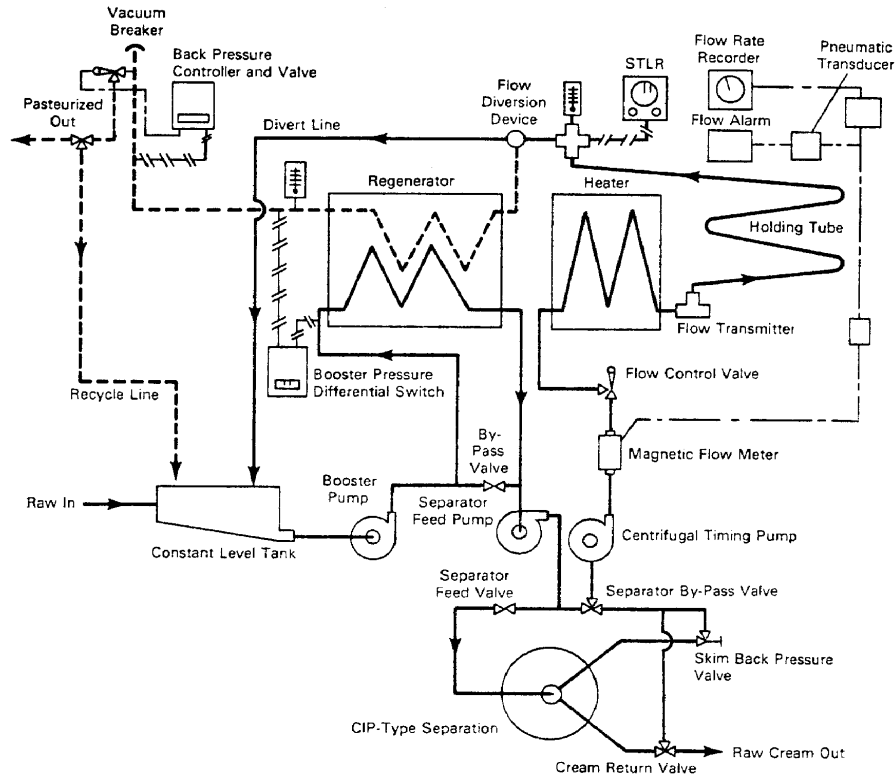 Vacuum
Breaker
Back Pressure
Controller and Valve
Pasteurized
Out
Divert Line
Flow
Diversion
Device
STLR
Flow Rate
Recorder
Flow Alarm
Pneumatic
Transducer
Regenerator
Heater
Holding Tube
Flow Transmitter
Booster Pressure
Differential Switch
Flow Control Valve
Recycle Line
By-
Pass
Valve
Magnetic Flow Meter
Raw In
Booster
Pump
Separator
Feed Pump
Centrifugal Timing Pump
Constant Level Tank
Separator
Feed Valve
Separator By-Pass Valve
Skim Back Pressure
Valve
CIP-Type Separation
Raw Cream Out
Cream Return Valve